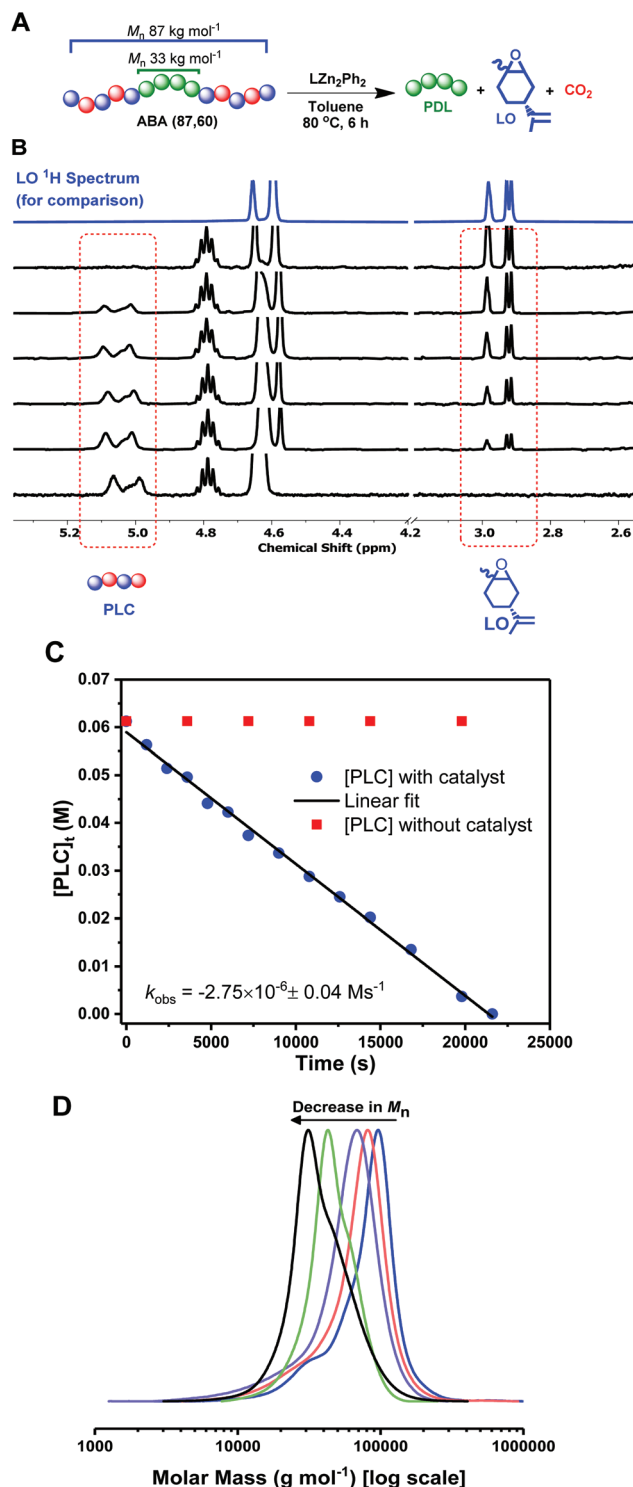 A
Mn 87 kg mol-1
Mn 33 kg mol-1
ABA (87,60)
LZn2Ph2
Toluene
80 oC, 6 h
PDL
+
O
LO
+
CO2
B
LO 1H Spectrum
(for comparison)
5.2 5.0 4.8 4.6 4.4 4.2 3.0 2.8 2.6
Chemical Shift (ppm)
PLC
O
LO
C
0.07
0.06
0.05
0.04
0.03
0.02
0.01
0.00
[PLC]t (M)
[PLC] with catalyst
Linear fit
[PLC] without catalyst
kobs = -2.75×10-6± 0.04 Ms-1
0 5000 10000 15000 20000 25000
Time (s)
D
Decrease in Mn
1000 10000 100000 1000000
Molar Mass (g mol-1) [log scale]